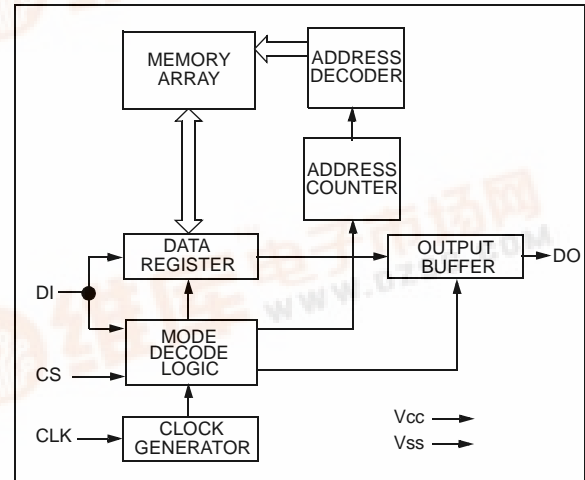 MEMORY
ARRAY
ADDRESS
DECODER
ADDRESS
COUNTER
DATA
REGISTER
OUTPUT
BUFFER
DO
DI
MODE
DECODE
LOGIC
CS
CLK
CLOCK
GENERATOR
Vcc
Vss